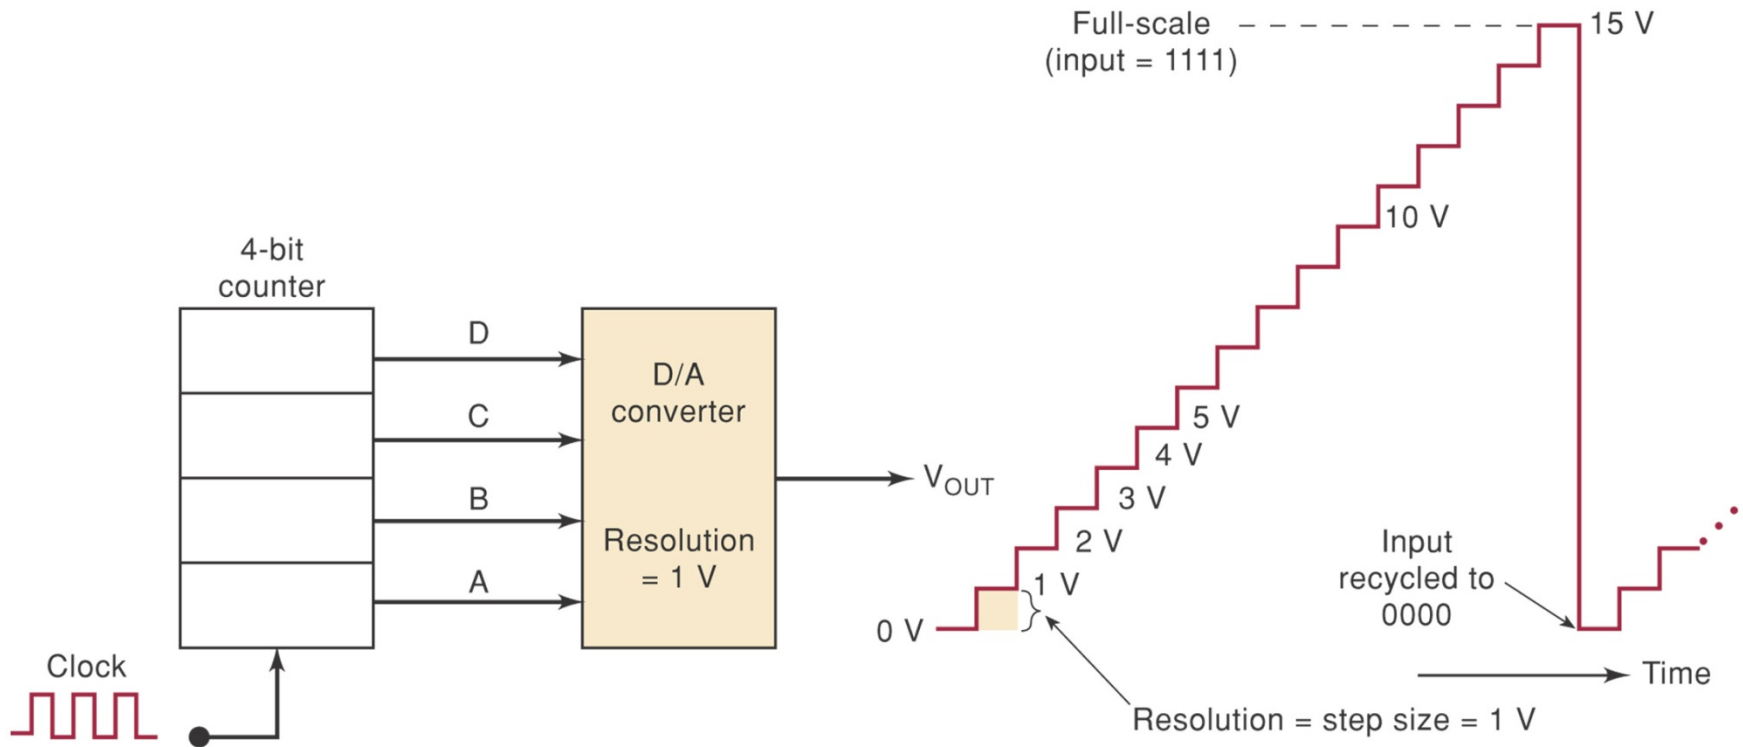 4-bit
counter
D
C
B
A
D/A
converter
Resolution
= 1 V
Clock
V_OUT
Full-scale
(input = 1111)
15 V
10 V
5 V
4 V
3 V
2 V
1 V
0 V
Input
recycled to
0000
Time
Resolution = step size = 1 V